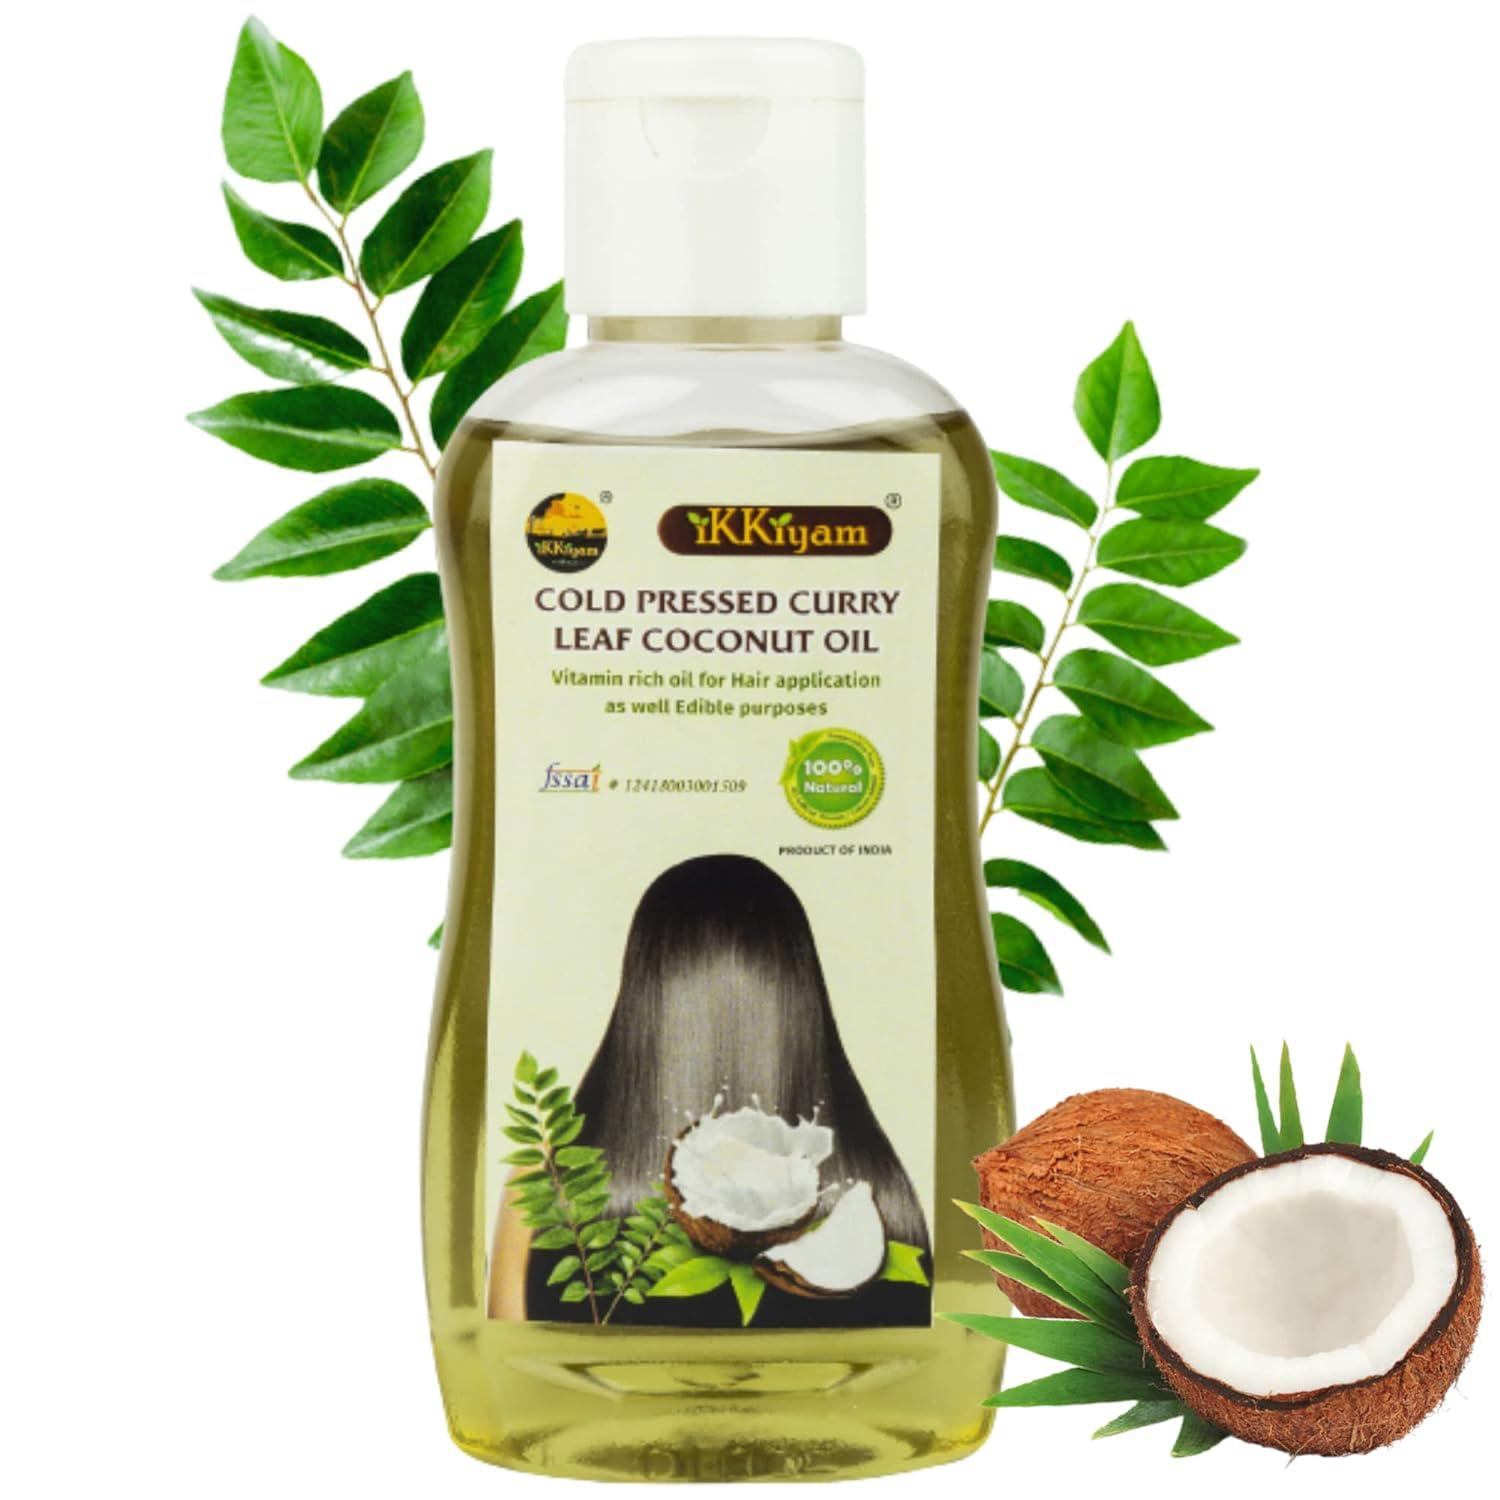 iKKiyam
®
iKKiyam
®
COLD PRESSED CURRY
LEAF COCONUT OIL
Vitamin rich oil for Hair application
as well Edible purposes
fssai # 12418003001509
100%
Natural
PRODUCT OF INDIA